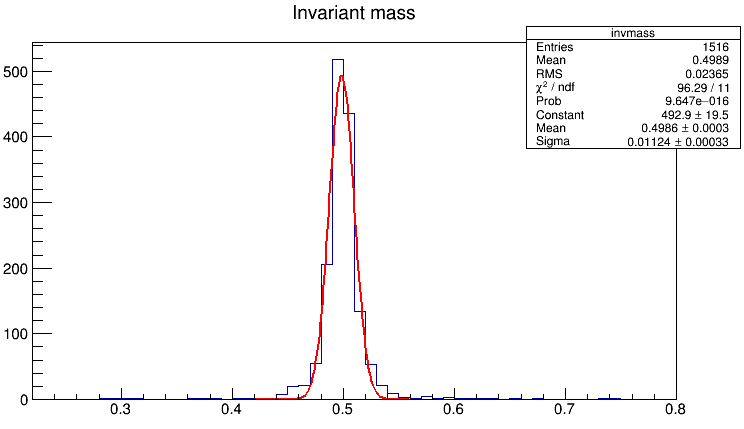 Invariant mass
invmass
Entries 1516
Mean 0.4989
RMS 0.02365
χ² / ndf 96.29 / 11
Prob 9.647e−016
Constant 492.9 ± 19.5
Mean 0.4986 ± 0.0003
Sigma 0.01124 ± 0.00033
500
400
300
200
100
0
0.3 0.4 0.5 0.6 0.7 0.8